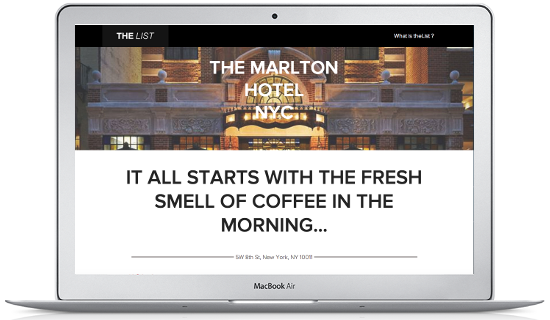 THE LIST
What is theList ?
THE MARLTON
HOTEL
NYC
IT ALL STARTS WITH THE FRESH
SMELL OF COFFEE IN THE
MORNING...
5W 8th St, New York, NY 10011
MacBook Air